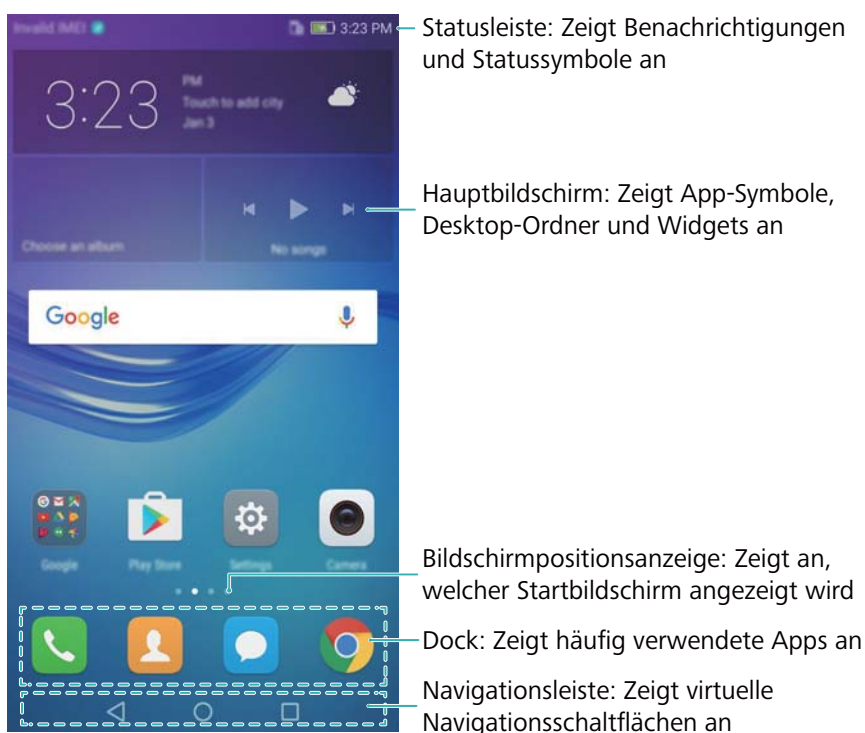 Invalid IMEI
3:23 PM
3:23
PM
Touch to add city
Jan 3
Choose an album
No songs
Google
Google
Play Store
Settings
Camera
Statusleiste: Zeigt Benachrichtigungen
und Statussymbole an
Hauptbildschirm: Zeigt App-Symbole,
Desktop-Ordner und Widgets an
Bildschirmpositionsanzeige: Zeigt an,
welcher Startbildschirm angezeigt wird
Dock: Zeigt häufig verwendete Apps an
Navigationsleiste: Zeigt virtuelle
Navigationsschaltflächen an